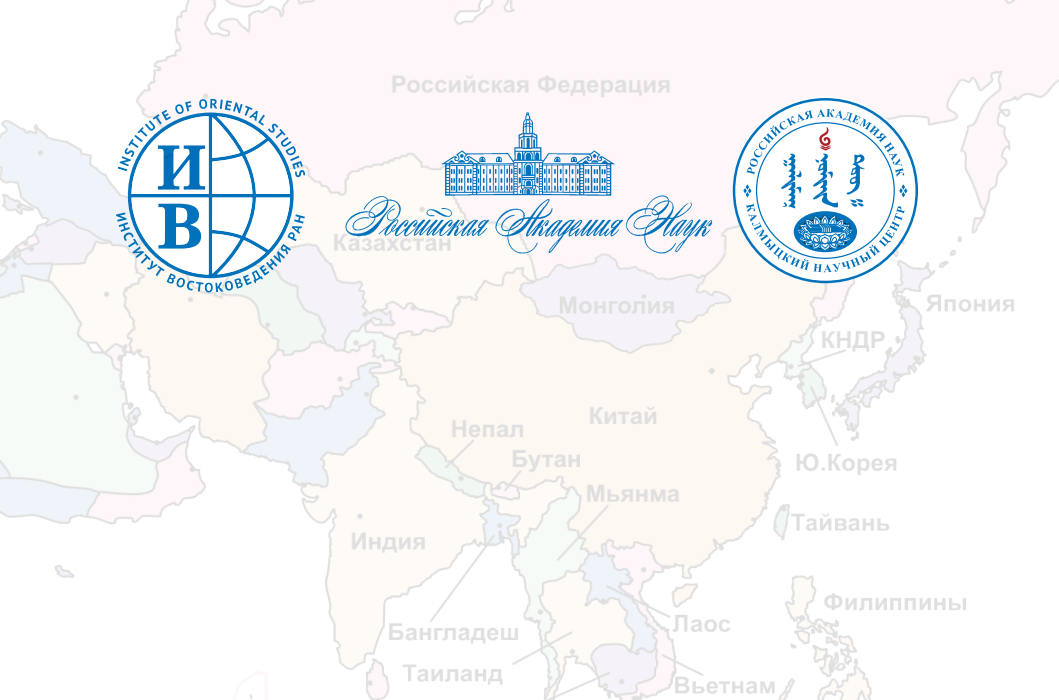 Российская Федерация
INSTITUTE OF ORIENTAL STUDIES
И
В
ИНСТИТУТ ВОСТОКОВЕДЕНИЯ РАН
Российская Академия Наук
РОССИЙСКАЯ АКАДЕМИЯ НАУК
КАЛМЫЦКИЙ НАУЧНЫЙ ЦЕНТР
Казахстан
Монголия
Япония
КНДР
Китай
Непал
Бутан
Ю.Корея
Мьянма
Тайвань
Индия
Филиппины
Бангладеш
Лаос
Таиланд
Вьетнам